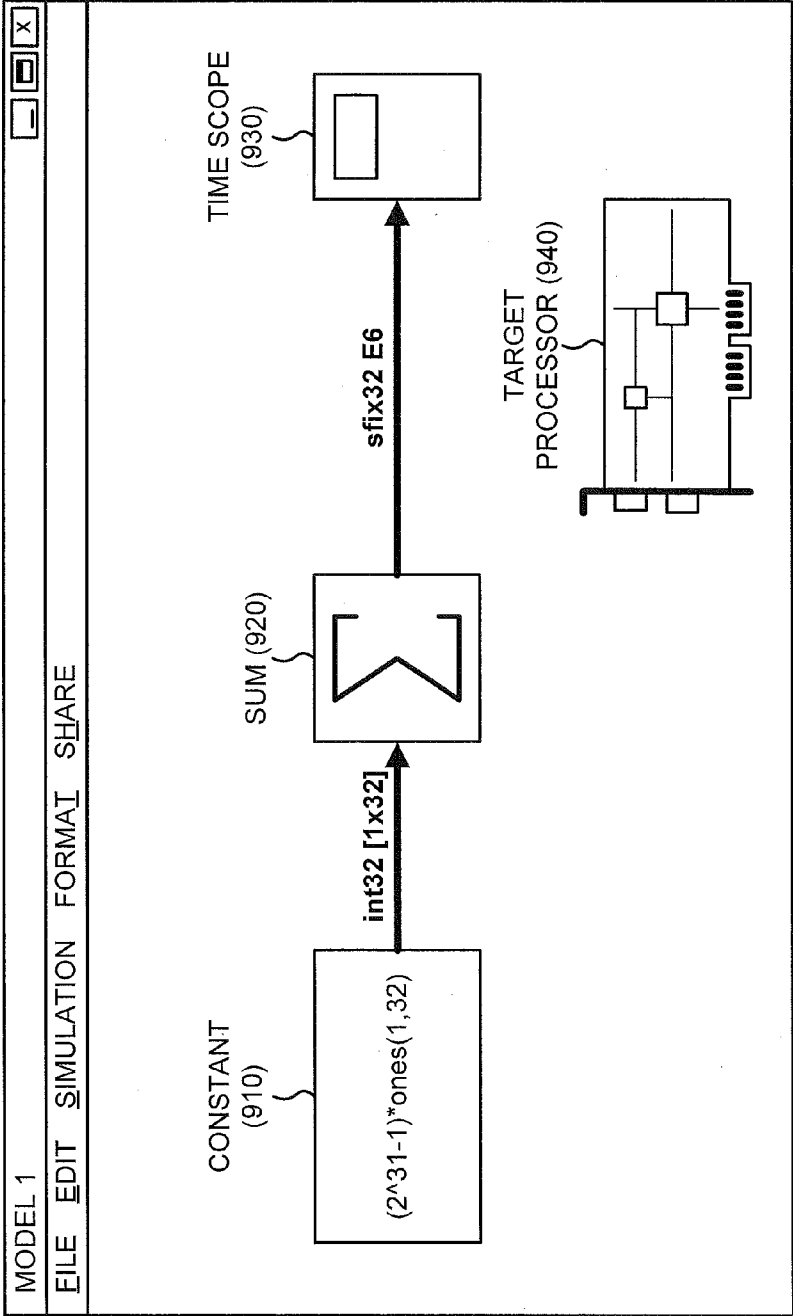 MODEL 1
X
FILE EDIT SIMULATION FORMAT SHARE
CONSTANT
(910)
(2^31-1)*ones(1,32)
int32 [1x32]
SUM (920)
sfix32 E6
TIME SCOPE
(930)
TARGET
PROCESSOR (940)